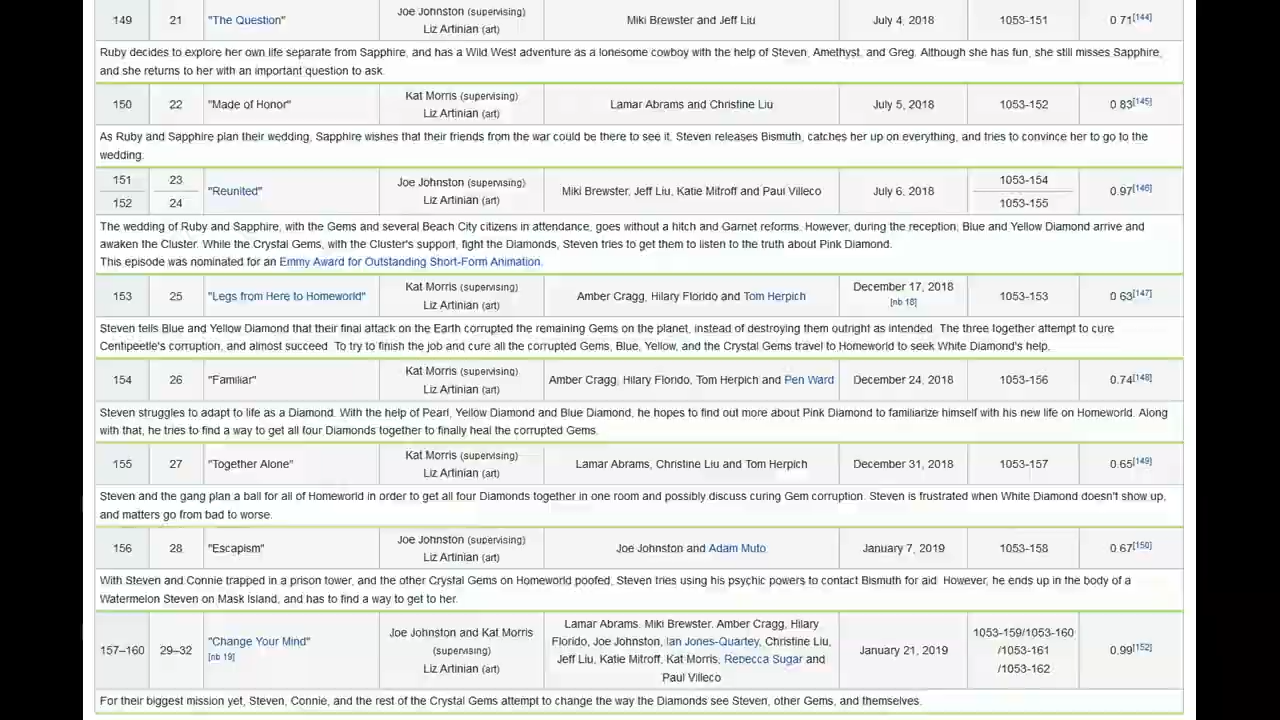 149 21 "The Question" Joe Johnston (supervising) Liz Artinian (art) Miki Brewster and Jeff Liu July 4, 2018 1053-151 0.71[144]
Ruby decides to explore her own life separate from Sapphire, and has a Wild West adventure as a lonesome cowboy with the help of Steven, Amethyst, and Greg. Although she has fun, she still misses Sapphire,
and she returns to her with an important question to ask.
150 22 "Made of Honor" Kat Morris (supervising) Liz Artinian (art) Lamar Abrams and Christine Liu July 5, 2018 1053-152 0.83[145]
As Ruby and Sapphire plan their wedding, Sapphire wishes that their friends from the war could be there to see it. Steven releases Bismuth, catches her up on everything, and tries to convince her to go to the
wedding.
151 23 1053-154
152 24 "Reunited" Joe Johnston (supervising) Liz Artinian (art) Miki Brewster, Jeff Liu, Katie Mitroff and Paul Villeco July 6, 2018 1053-155 0.97[146]
The wedding of Ruby and Sapphire, with the Gems and several Beach City citizens in attendance, goes without a hitch and Garnet reforms. However, during the reception, Blue and Yellow Diamond arrive and
awaken the Cluster. While the Crystal Gems, with the Cluster's support, fight the Diamonds, Steven tries to get them to listen to the truth about Pink Diamond.
This episode was nominated for an Emmy Award for Outstanding Short-Form Animation.
153 25 "Legs from Here to Homeworld" Kat Morris (supervising) Liz Artinian (art) Amber Cragg, Hilary Florido and Tom Herpich December 17, 2018 [nb 18] 1053-153 0.63[147]
Steven tells Blue and Yellow Diamond that their final attack on the Earth corrupted the remaining Gems on the planet, instead of destroying them outright as intended. The three together attempt to cure
Centipeetle's corruption, and almost succeed. To try to finish the job and cure all the corrupted Gems, Blue, Yellow, and the Crystal Gems travel to Homeworld to seek White Diamond's help.
154 26 "Familiar" Kat Morris (supervising) Liz Artinian (art) Amber Cragg, Hilary Florido, Tom Herpich and Pen Ward December 24, 2018 1053-156 0.74[148]
Steven struggles to adapt to life as a Diamond. With the help of Pearl, Yellow Diamond and Blue Diamond, he hopes to find out more about Pink Diamond to familiarize himself with his new life on Homeworld. Along
with that, he tries to find a way to get all four Diamonds together to finally heal the corrupted Gems.
155 27 "Together Alone" Kat Morris (supervising) Liz Artinian (art) Lamar Abrams, Christine Liu and Tom Herpich December 31, 2018 1053-157 0.65[149]
Steven and the gang plan a ball for all of Homeworld in order to get all four Diamonds together in one room and possibly discuss curing Gem corruption. Steven is frustrated when White Diamond doesn't show up,
and matters go from bad to worse.
156 28 "Escapism" Joe Johnston (supervising) Liz Artinian (art) Joe Johnston and Adam Muto January 7, 2019 1053-158 0.67[150]
With Steven and Connie trapped in a prison tower, and the other Crystal Gems on Homeworld poofed, Steven tries using his psychic powers to contact Bismuth for aid. However, he ends up in the body of a
Watermelon Steven on Mask Island, and has to find a way to get to her.
157–160 29–32 "Change Your Mind" [nb 19] Joe Johnston and Kat Morris (supervising) Liz Artinian (art) Lamar Abrams, Miki Brewster, Amber Cragg, Hilary Florido, Joe Johnston, Ian Jones-Quartey, Christine Liu, Jeff Liu, Katie Mitroff, Kat Morris, Rebecca Sugar and Paul Villeco January 21, 2019 1053-159/1053-160 /1053-161 /1053-162 0.99[152]
For their biggest mission yet, Steven, Connie, and the rest of the Crystal Gems attempt to change the way the Diamonds see Steven, other Gems, and themselves.